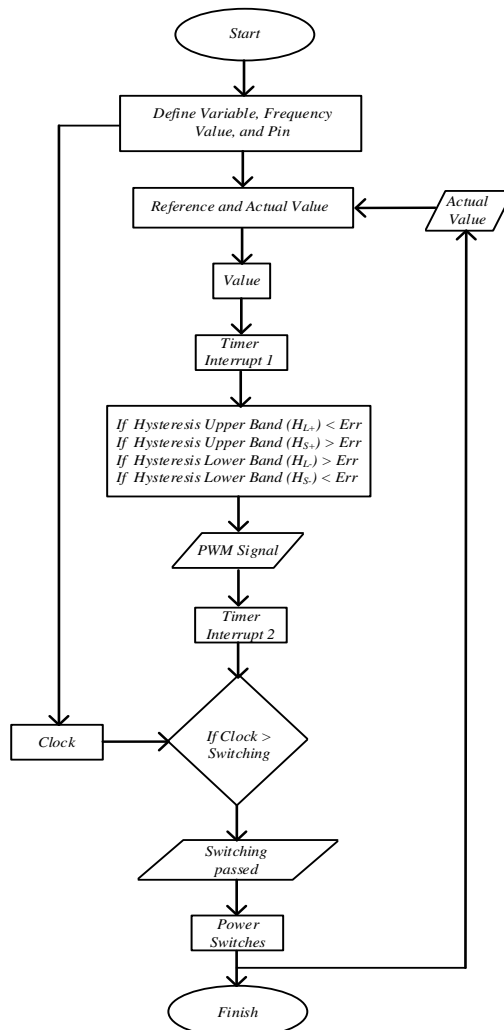 Start
Define Variable, Frequency
Value, and Pin
Reference and Actual Value
Actual
Value
Value
Timer
Interrupt 1
If Hysteresis Upper Band (HL+) < Err
If Hysteresis Upper Band (HS+) > Err
If Hysteresis Lower Band (HL-) > Err
If Hysteresis Lower Band (HS-) < Err
PWM Signal
Timer
Interrupt 2
Clock
If Clock >
Switching
Switching
passed
Power
Switches
Finish